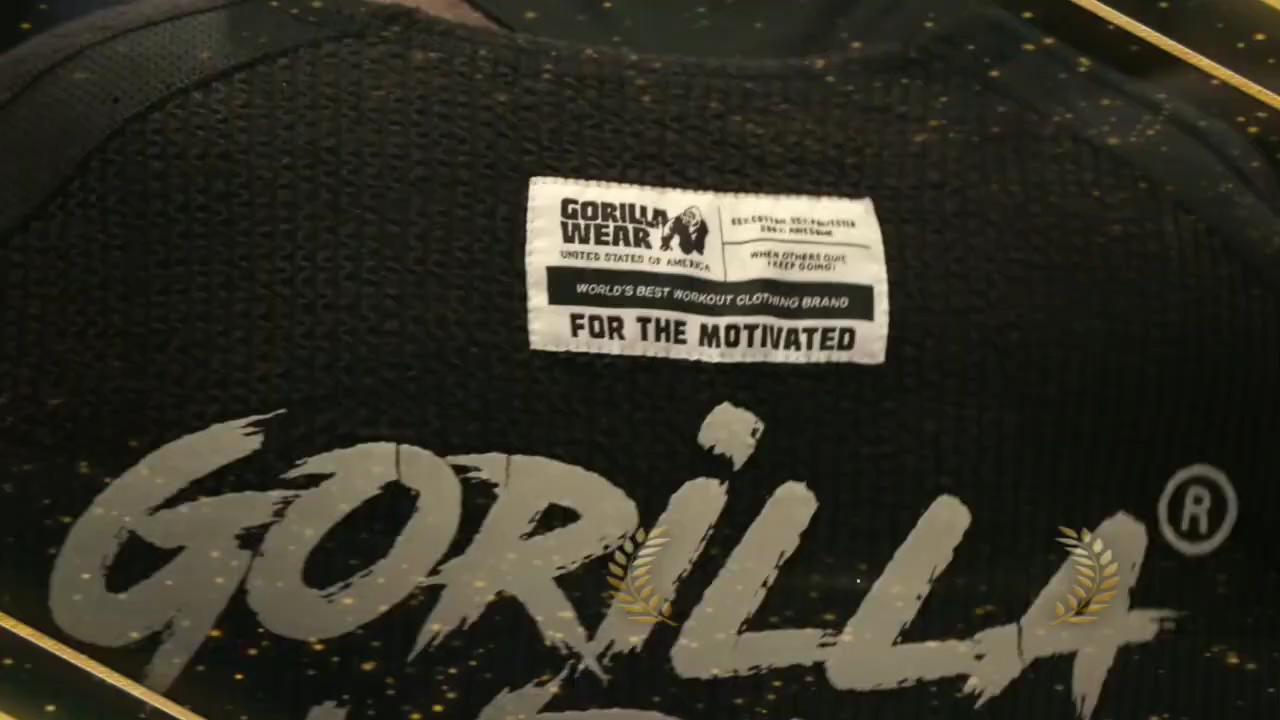 GORILLA
WEAR
UNITED STATES OF AMERICA
WHEN OTHERS QUIT
I KEEP GOING!
WORLD'S BEST WORKOUT CLOTHING BRAND
FOR THE MOTIVATED
GORiLLA ®